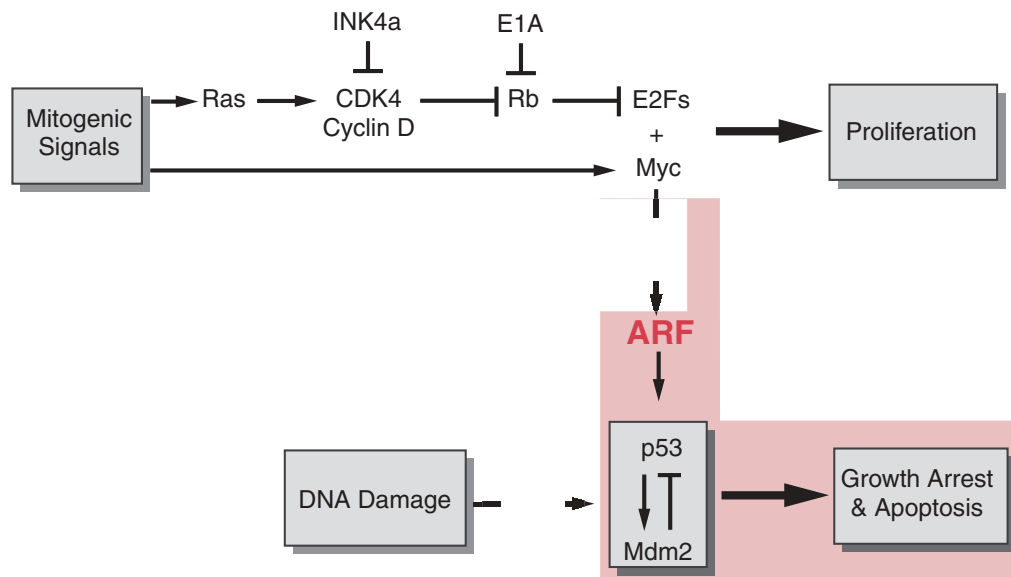 INK4a
E1A
Mitogenic
Signals
Ras
CDK4
Cyclin D
Rb
E2Fs
+
Myc
Proliferation
ARF
DNA Damage
p53
Mdm2
Growth Arrest
& Apoptosis